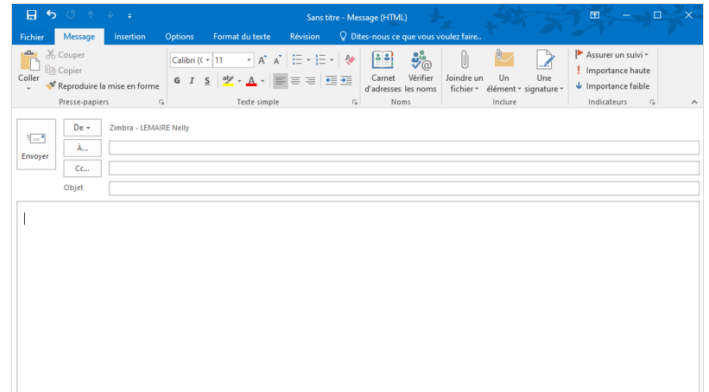 Sans titre - Message (HTML)
Fichier Message Insertion Options Format du texte Révision Dites-nous ce que vous voulez faire..
Coller
Couper
Copier
Reproduire la mise en forme
Presse-papiers
Calibri (C 11
G I S
Texte simple
Carnet d'adresses
Vérifier les noms
Noms
Joindre un fichier
Un élément
Une signature
Inclure
Assurer un suivi
Importance haute
Importance faible
Indicateurs
Envoyer
De Zimbra - LEMAIRE Nelly
À...
Cc...
Objet